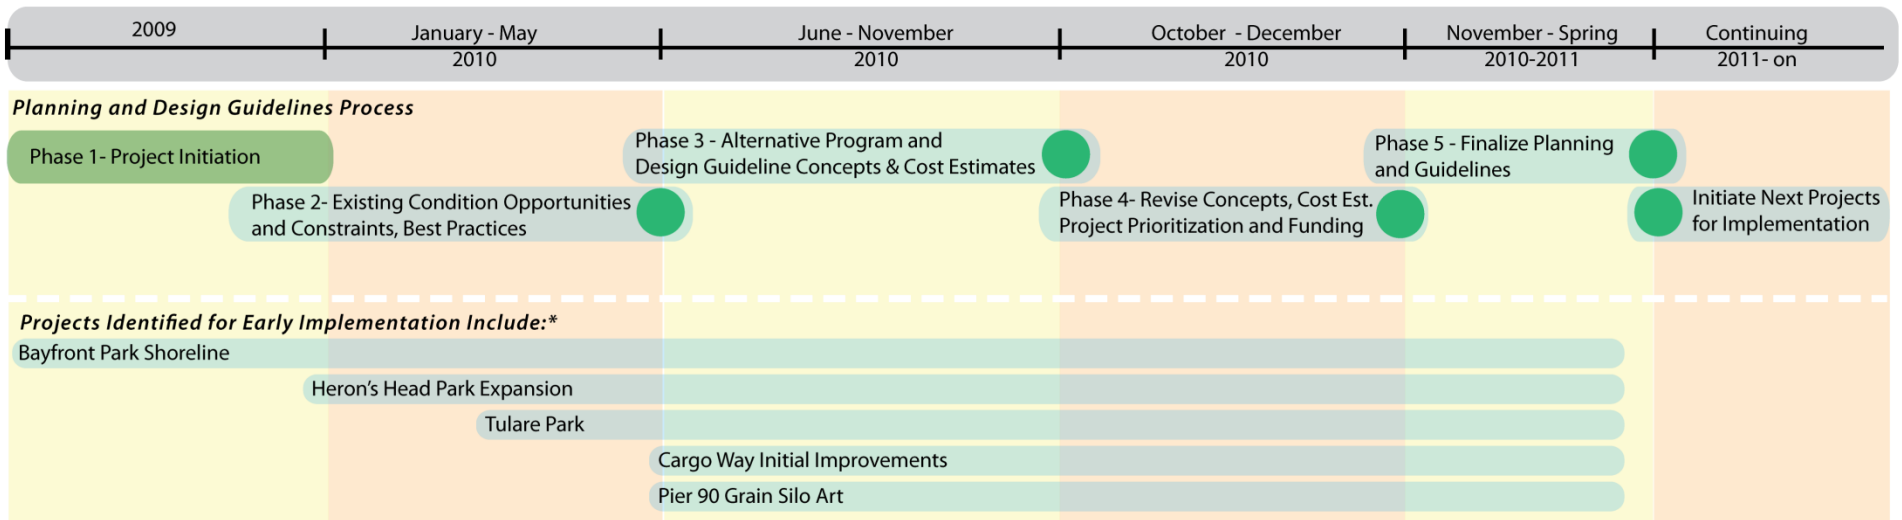 2009
January - May
2010
June - November
2010
October - December
2010
November - Spring
2010-2011
Continuing
2011- on
Planning and Design Guidelines Process
Phase 1- Project Initiation
Phase 2- Existing Condition Opportunities
and Constraints, Best Practices
Phase 3 - Alternative Program and
Design Guideline Concepts & Cost Estimates
Phase 4- Revise Concepts, Cost Est.
Project Prioritization and Funding
Phase 5 - Finalize Planning
and Guidelines
Initiate Next Projects
for Implementation
Projects Identified for Early Implementation Include:*
Bayfront Park Shoreline
Heron’s Head Park Expansion
Tulare Park
Cargo Way Initial Improvements
Pier 90 Grain Silo Art